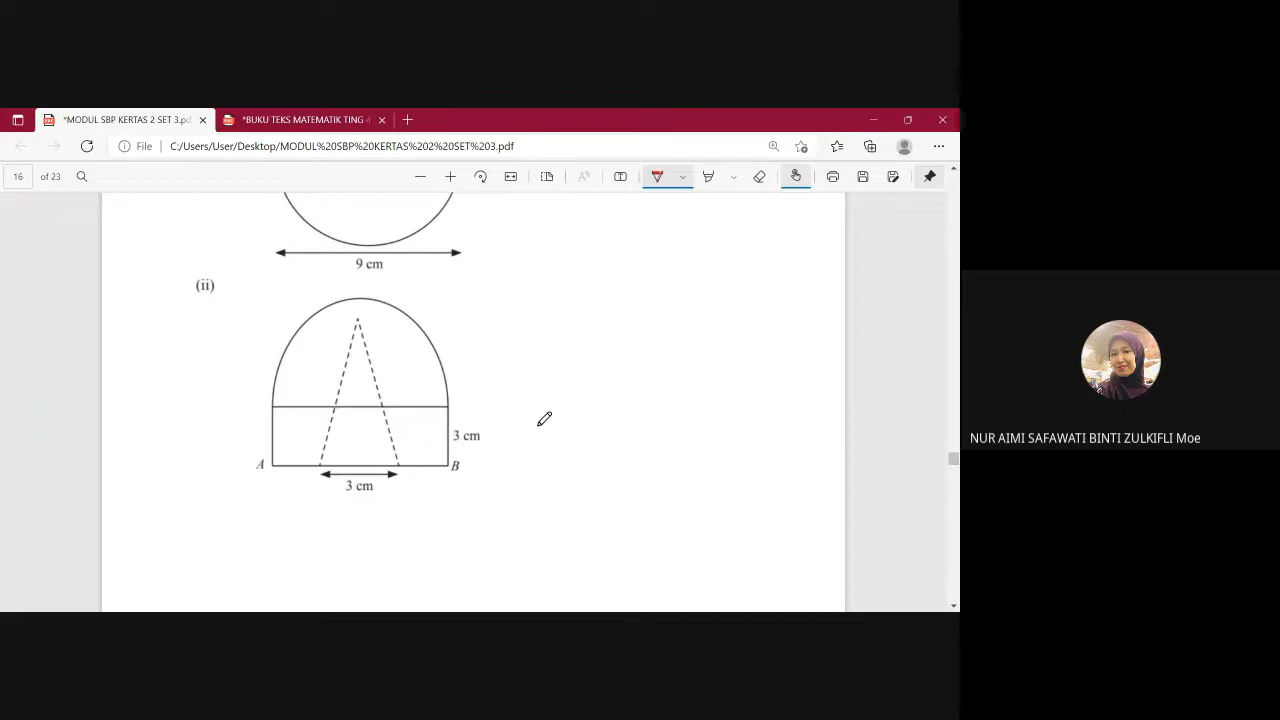 *MODUL SBP KERTAS 2 SET 3.pd
*BUKU TEKS MATEMATIK TING 4
File
C:/Users/User/Desktop/MODUL%20SBP%20KERTAS%202%20SET%203.pdf
16
of 23
9 cm
(ii)
3 cm
A
B
3 cm
NUR AIMI SAFAWATI BINTI ZULKIFLI Moe